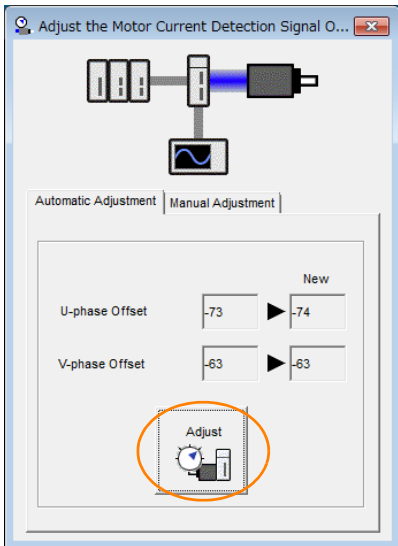 Adjust the Motor Current Detection Signal O...
Automatic Adjustment Manual Adjustment
New
U-phase Offset -73 -74
V-phase Offset -63 -63
Adjust